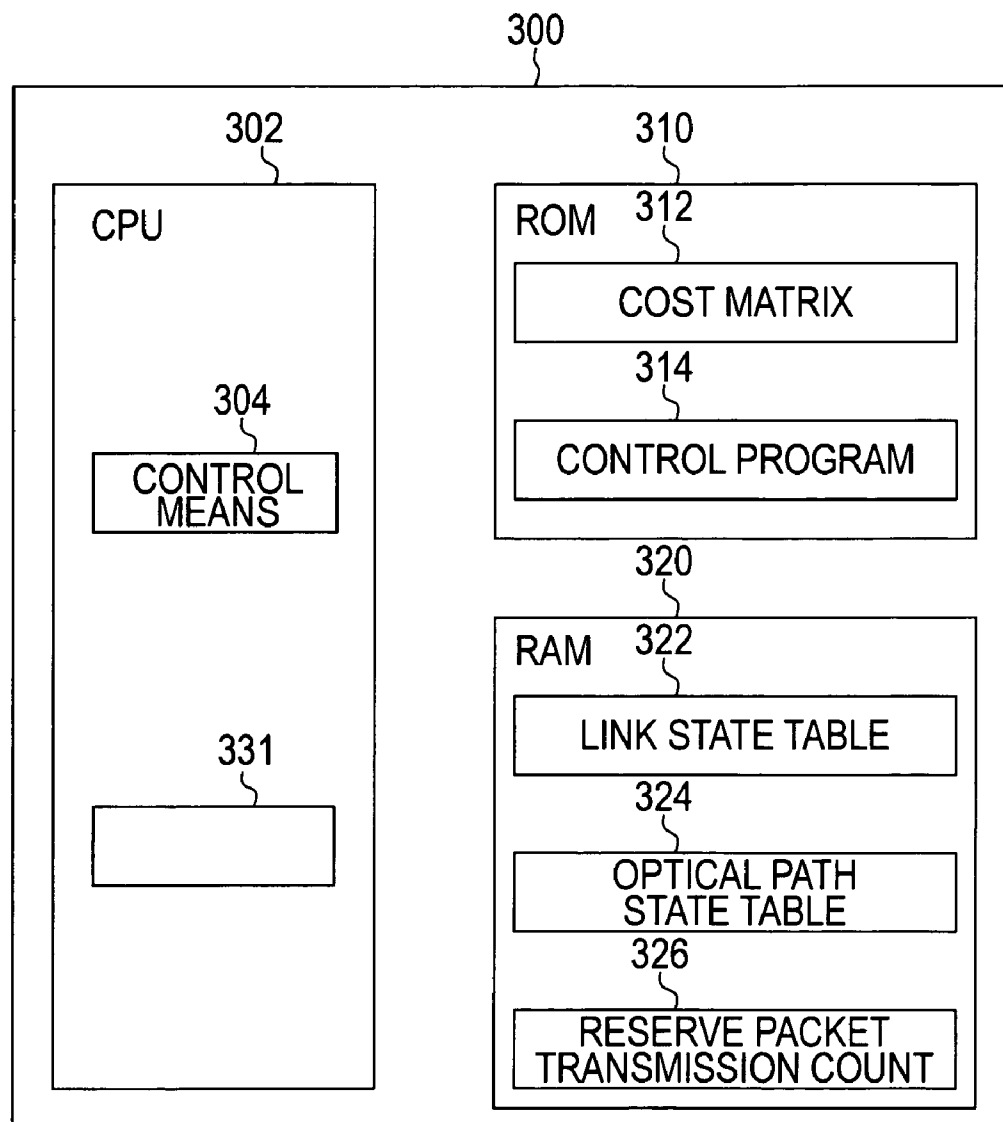 300
302
CPU
304
CONTROL
MEANS
331
310
ROM
312
COST MATRIX
314
CONTROL PROGRAM
320
RAM
322
LINK STATE TABLE
324
OPTICAL PATH
STATE TABLE
326
RESERVE PACKET
TRANSMISSION COUNT